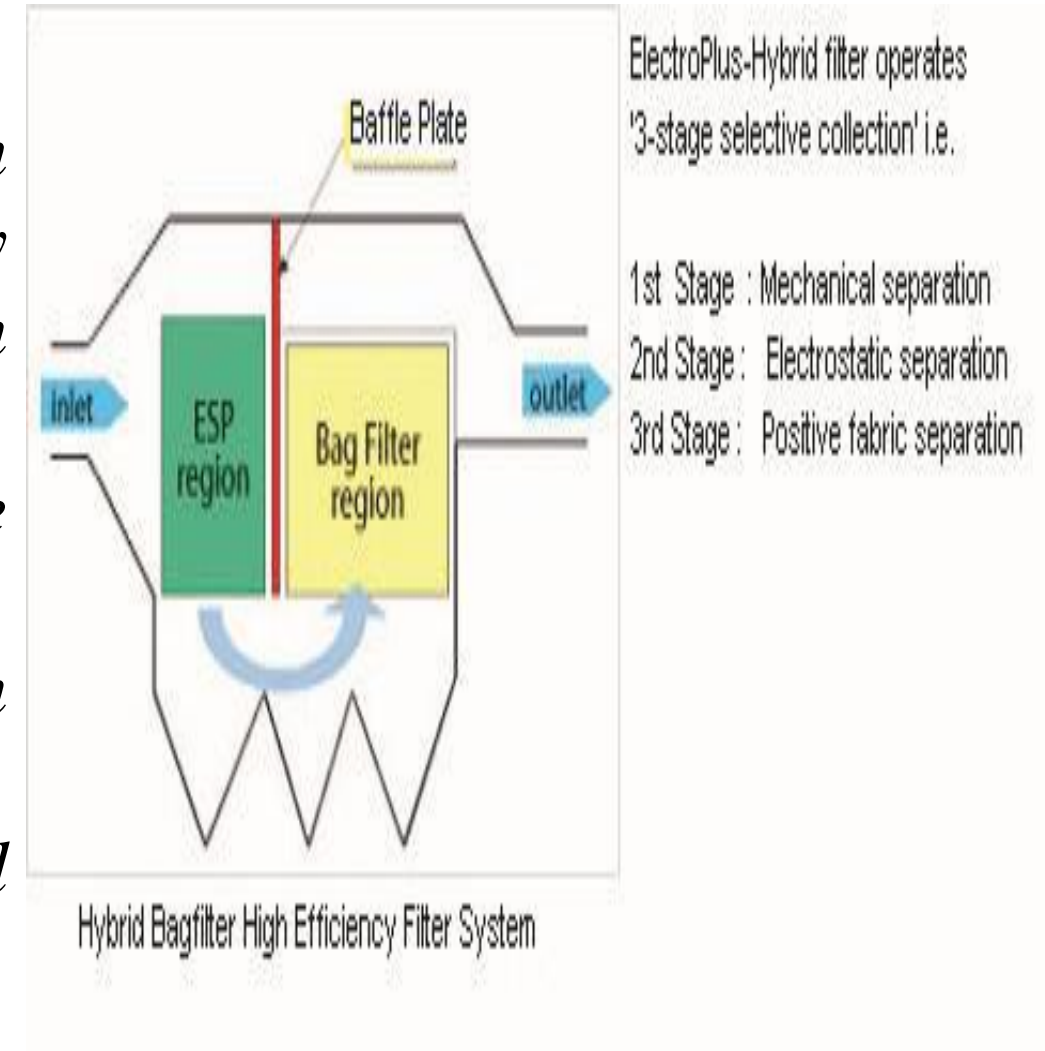 Baffle Plate
inlet
ESP
region
Bag Filter
region
outlet
Hybrid Bagfilter High Efficiency Filter System
ElectroPlus-Hybrid filter operates
'3-stage selective collection' i.e.
1st Stage : Mechanical separation
2nd Stage : Electrostatic separation
3rd Stage : Positive fabric separation